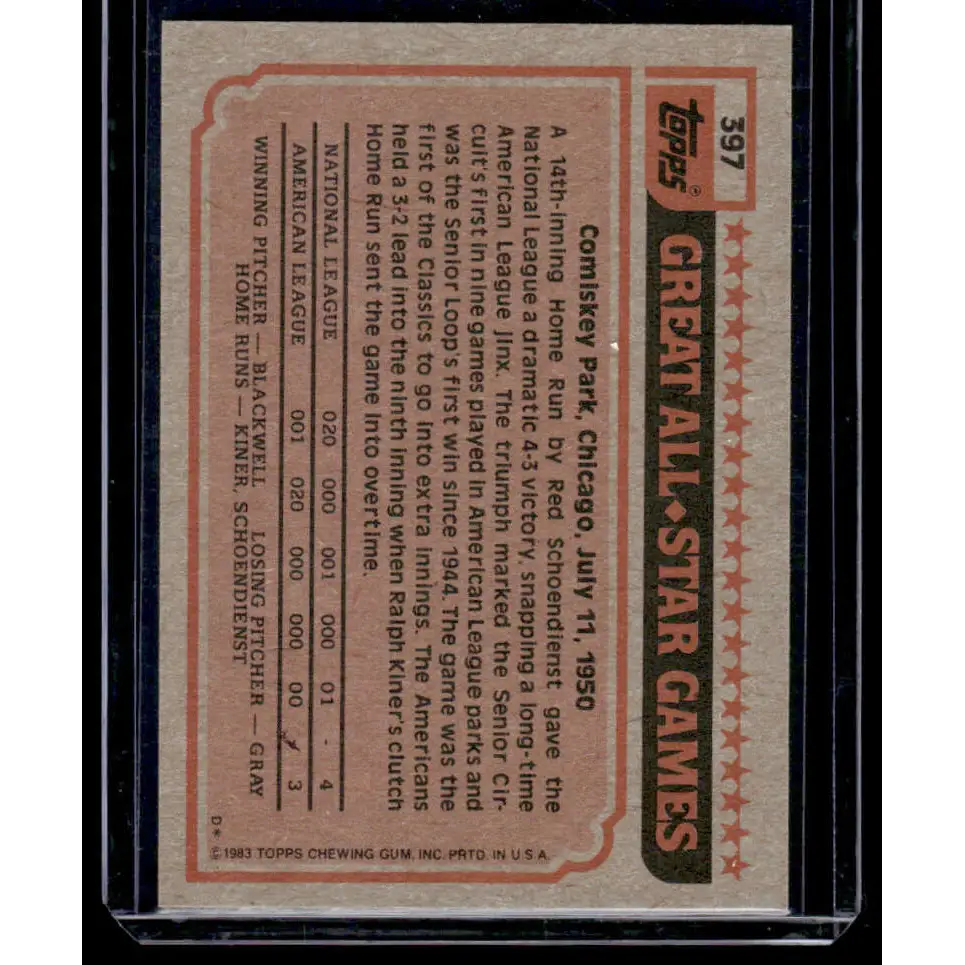 397
Topps®
GREAT ALL◆STAR GAMES
Comiskey Park, Chicago, July 11, 1950
A 14th-inning Home Run by Red Schoendienst gave the
National League a dramatic 4-3 victory, snapping a long-time
American League Jinx. The triumph marked the Senior Cir-
cuit's first in nine games played in American League parks and
was the Senior Loop's first win since 1944. The game was the
first of the Classics to go into extra innings. The Americans
held a 3-2 lead into the ninth inning when Ralph Kiner's clutch
Home Run sent the game into overtime.
NATIONAL LEAGUE 020 000 001 000 01 - 4
AMERICAN LEAGUE 001 020 000 000 00 - 3
WINNING PITCHER — BLACKWELL LOSING PITCHER — GRAY
HOME RUNS — KINER, SCHOENDIENST
D*
© 1983 TOPPS CHEWING GUM, INC. PRTD. IN U.S.A.